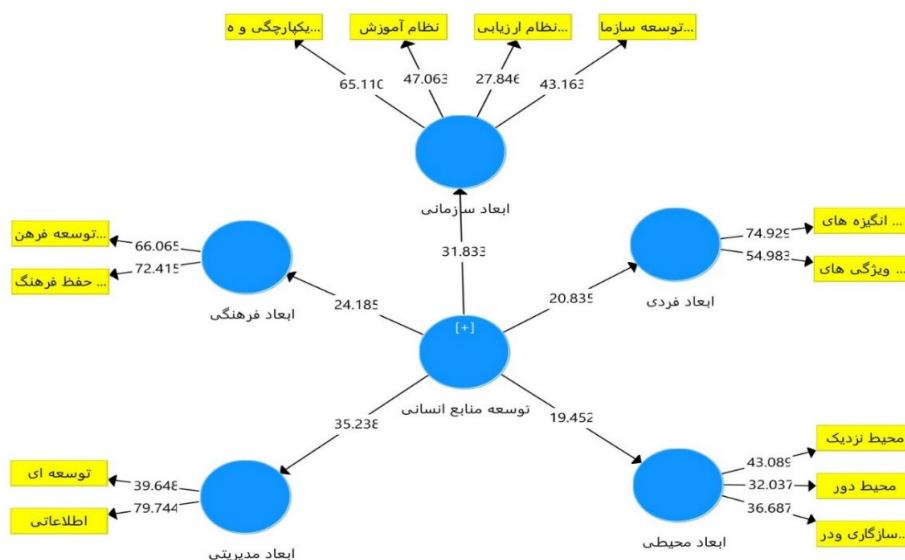 یکپارچگی و ه...
نظام آموزش
نظام ارزیابی...
توسعه سازما...
65.110
47.063
27.846
43.163
ابعاد سازمانی
توسعه فرهن...
66.065
حفظ فرهنگ ...
72.415
ابعاد فرهنگی
انگیزه های ...
74.929
ویژگی های ...
54.983
ابعاد فردی
31.833
24.185
20.835
[+]
توسعه منابع انسانی
35.238
19.452
توسعه ای
39.648
اطلاعاتی
79.744
ابعاد مدیریتی
محیط نزدیک
43.089
محیط دور
32.037
سازگاری ودر...
36.687
ابعاد محیطی